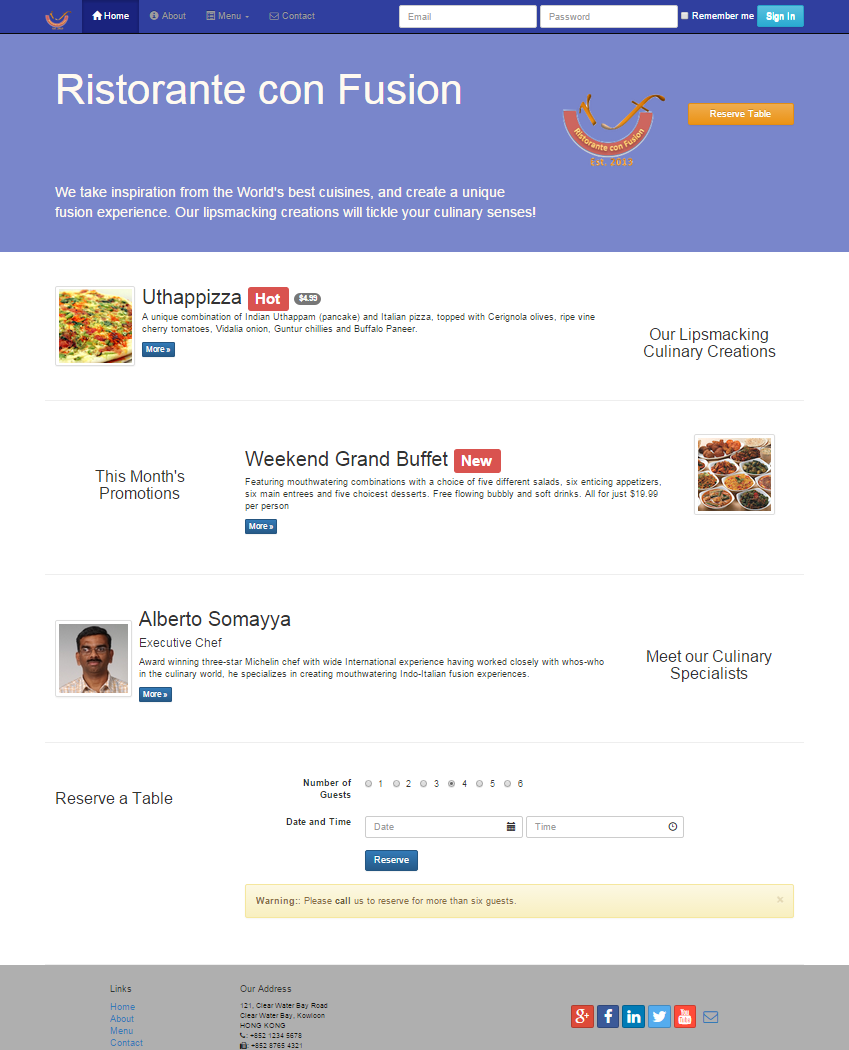 Home About Menu Contact Email Password Remember me Sign In
Ristorante con Fusion
Ristorante con Fusion
Est. 2013
Reserve Table
We take inspiration from the World's best cuisines, and create a unique
fusion experience. Our lipsmacking creations will tickle your culinary senses!
Uthappizza Hot $4.99
A unique combination of Indian Uthappam (pancake) and Italian pizza, topped with Cerignola olives, ripe vine
cherry tomatoes, Vidalia onion, Guntur chillies and Buffalo Paneer.
More »
Our Lipsmacking
Culinary Creations
This Month's
Promotions
Weekend Grand Buffet New
Featuring mouthwatering combinations with a choice of five different salads, six enticing appetizers,
six main entrees and five choicest desserts. Free flowing bubbly and soft drinks. All for just $19.99
per person
More »
Alberto Somayya
Executive Chef
Award winning three-star Michelin chef with wide International experience having worked closely with whos-who
in the culinary world, he specializes in creating mouthwatering Indo-Italian fusion experiences.
More »
Meet our Culinary
Specialists
Reserve a Table
Number of
Guests
1 2 3 4 5 6
Date and Time Date Time
Reserve
Warning:: Please call us to reserve for more than six guests. ×
Links
Home
About
Menu
Contact
Our Address
121, Clear Water Bay Road
Clear Water Bay, Kowloon
HONG KONG
: +852 1234 5678
: +852 8765 4321
g+ f in You Tube